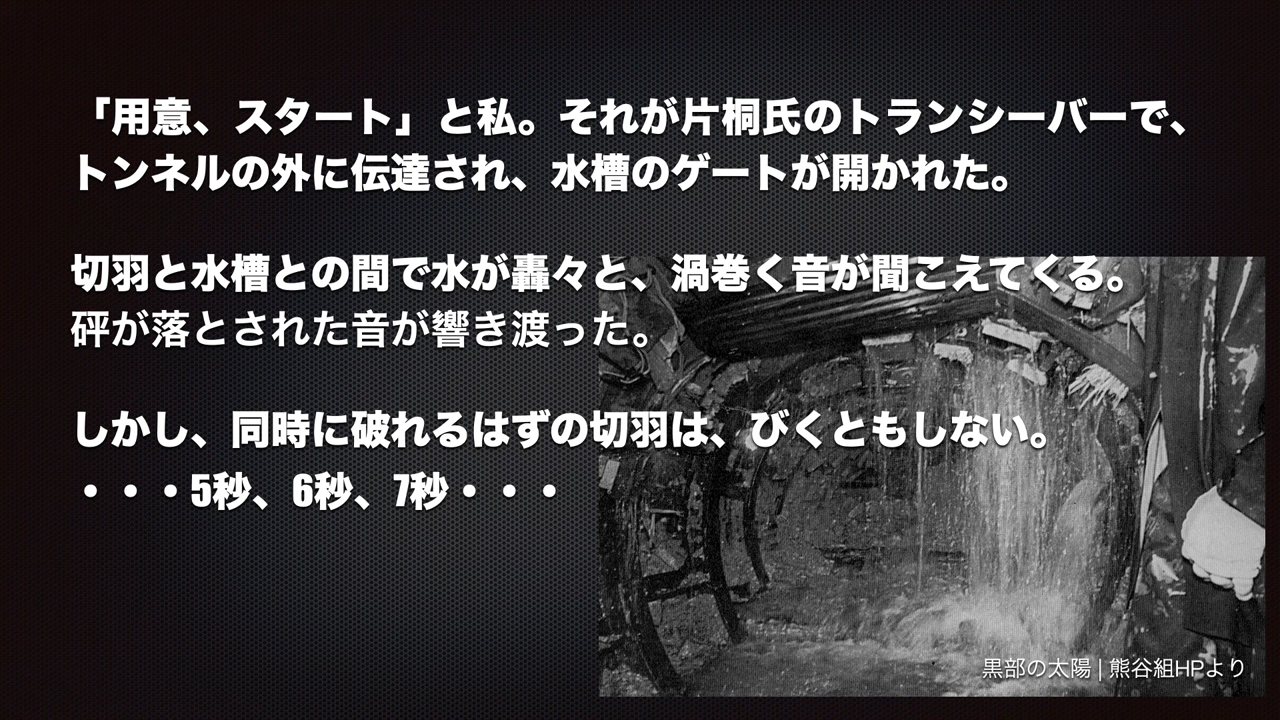 「用意、スタート」と私。それが片桐氏のトランシーバーで、
トンネルの外に伝達され、水槽のゲートが開かれた。
切羽と水槽との間で水が轟々と、渦巻く音が聞こえてくる。
砰が落とされた音が響き渡った。
しかし、同時に破れるはずの切羽は、びくともしない。
・・・5秒、6秒、7秒・・・
黒部の太陽 | 熊谷組HPより